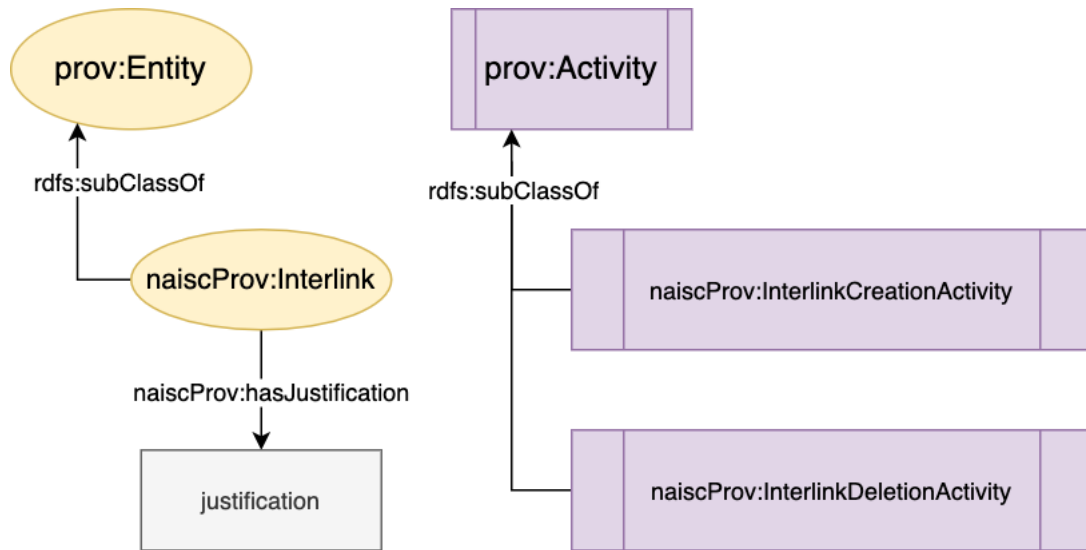 prov:Entity
prov:Activity
rdfs:subClassOf
rdfs:subClassOf
naiscProv:Interlink
naiscProv:InterlinkCreationActivity
naiscProv:hasJustification
justification
naiscProv:InterlinkDeletionActivity